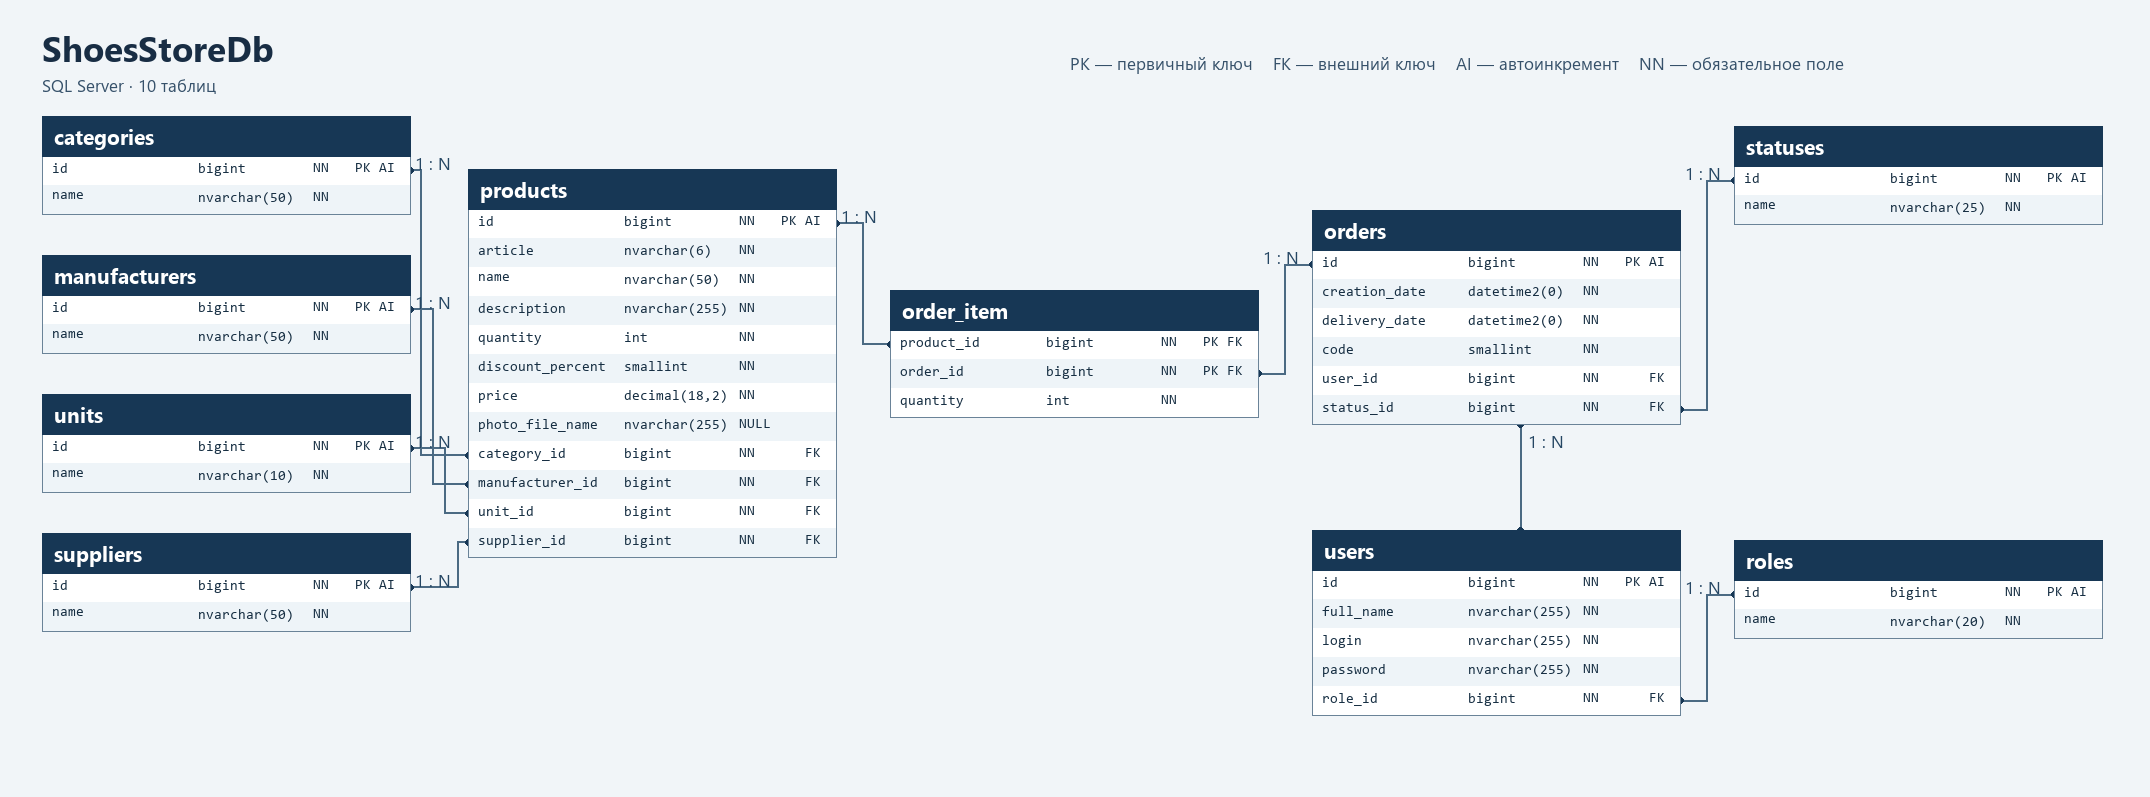 ShoesStoreDb
SQL Server · 10 таблиц
PK — первичный ключ FK — внешний ключ AI — автоинкремент NN — обязательное поле
categories
id bigint NN PK AI
name nvarchar(50) NN
1 : N
manufacturers
id bigint NN PK AI
name nvarchar(50) NN
1 : N
units
id bigint NN PK AI
name nvarchar(10) NN
1 : N
suppliers
id bigint NN PK AI
name nvarchar(50) NN
1 : N
products
id bigint NN PK AI
article nvarchar(6) NN
name nvarchar(50) NN
description nvarchar(255) NN
quantity int NN
discount_percent smallint NN
price decimal(18,2) NN
photo_file_name nvarchar(255) NULL
category_id bigint NN FK
manufacturer_id bigint NN FK
unit_id bigint NN FK
supplier_id bigint NN FK
1 : N
order_item
product_id bigint NN PK FK
order_id bigint NN PK FK
quantity int NN
1 : N
orders
id bigint NN PK AI
creation_date datetime2(0) NN
delivery_date datetime2(0) NN
code smallint NN
user_id bigint NN FK
status_id bigint NN FK
1 : N
users
id bigint NN PK AI
full_name nvarchar(255) NN
login nvarchar(255) NN
password nvarchar(255) NN
role_id bigint NN FK
1 : N
statuses
id bigint NN PK AI
name nvarchar(25) NN
1 : N
roles
id bigint NN PK AI
name nvarchar(20) NN